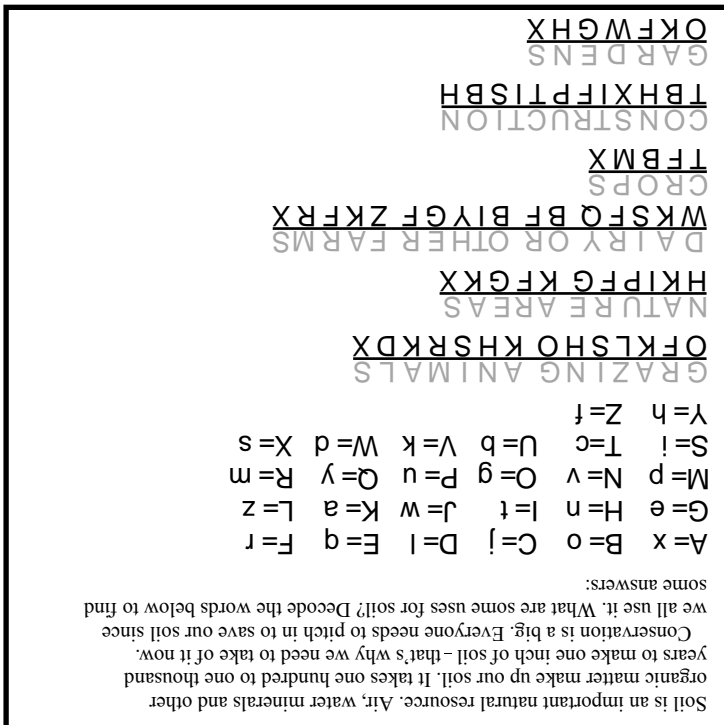 Soil is an important natural resource. Air, water minerals and other
organic matter make up our soil. It takes one hundred to one thousand
years to make one inch of soil - that's why we need to take of it now.
Conservation is a big. Everyone needs to pitch in to save our soil since
we all use it. What are some uses for soil? Decode the words below to find
some answers:
A= x B= o C= j D= l E= q F= r
G= e H= n I= t J= w K= a L= z
M= p N= v O= g P= u Q= y R= m
S= i T=c U= b V= k W= d X= s
Y= h Z= f
GRAZING ANIMALS
OFKLSHO KHSRKDX
NATURE AREAS
HKIPFG KFGKX
DAIRY OR OTHER FARMS
WKSFQ BF BIYGF ZKFRX
CROPS
TFBMX
CONSTRUCTION
TBHXIFPTISBH
GARDENS
OKFWGHX